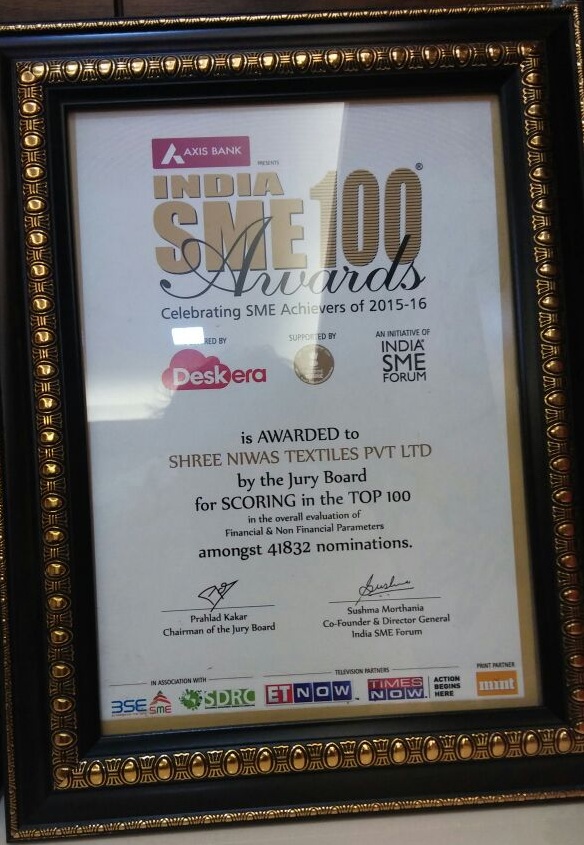 AXIS BANK
PRESENTS
INDIA
SME 100®
Awards
Celebrating SME Achievers of 2015-16
RED BY
Deskera
SUPPORTED BY
AN INITIATIVE OF
INDIA
SME
FORUM
is AWARDED to
SHREE NIWAS TEXTILES PVT LTD
by the Jury Board
for SCORING in the TOP 100
in the overall evaluation of
Financial & Non Financial Parameters
amongst 41832 nominations.
Prahlad Kakar
Chairman of the Jury Board
Sushma
Sushma Morthania
Co-Founder & Director General
India SME Forum
IN ASSOCIATION WITH
BSE SME
SDRC
TELEVISION PARTNERS
ET NOW
TIMES
NOW
ACTION
BEGINS
HERE
PRINT PARTNER
mint